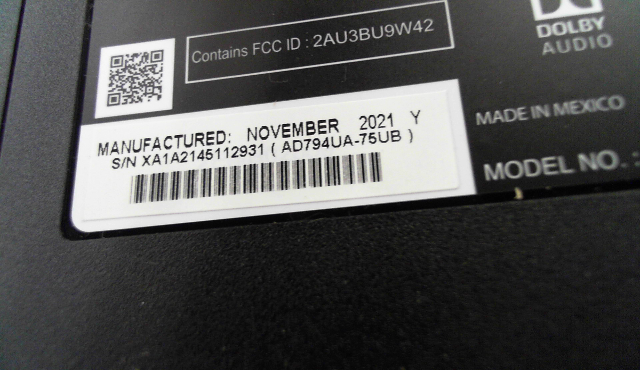 Contains FCC ID : 2AU3BU9W42
DOLBY
AUDIO
MANUFACTURED: NOVEMBER 2021 Y
S/N XA1A2145112931 ( AD794UA-75UB )
MADE IN MEXICO
MODEL NO. :